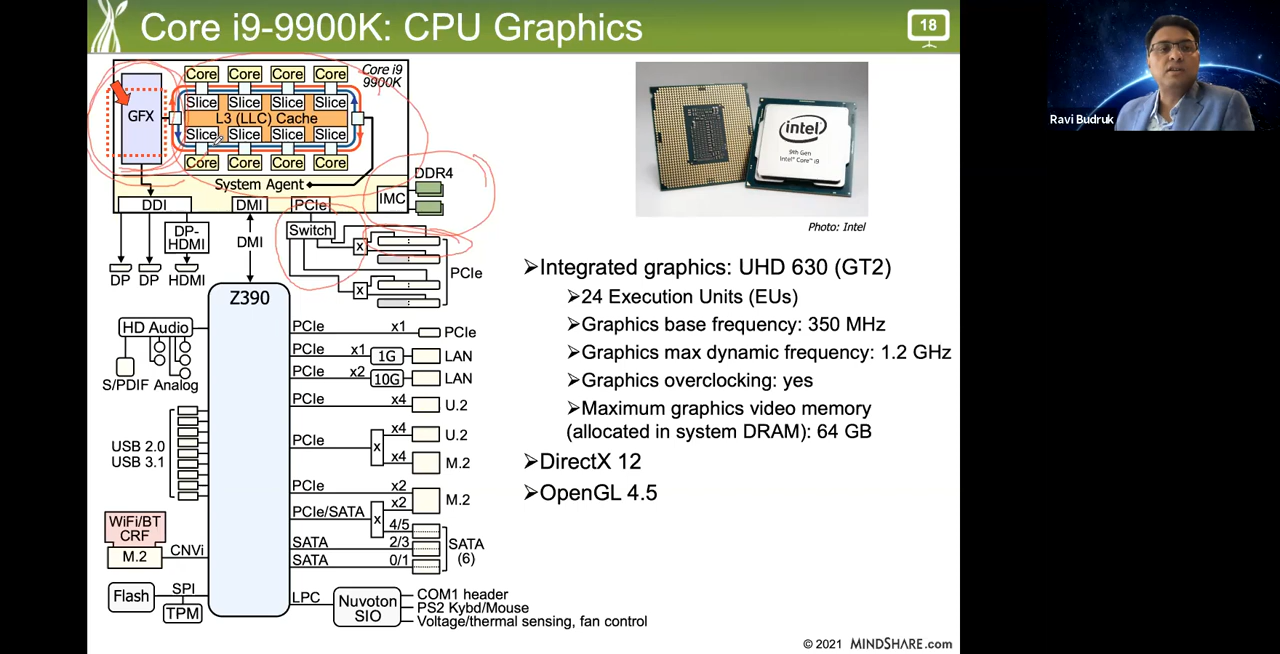 Core i9-9900K: CPU Graphics
18
Core Core Core Core
Core i9
9900K
Slice Slice Slice Slice
GFX
L3 (LLC) Cache
Slice Slice Slice Slice
Core Core Core Core
System Agent
DDR4
IMC
DDI DMI PCIe
Switch
DP-
HDMI
DMI
x
PCIe
x
DP DP HDMI
Z390
HD Audio
S/PDIF Analog
PCIe x1 PCIe
PCIe x1 1G LAN
PCIe x2 10G LAN
PCIe x4 U.2
PCIe x x4 U.2
x4 M.2
USB 2.0
USB 3.1
PCIe x2 M.2
PCIe/SATA x x2
4/5
SATA 2/3
SATA 0/1
SATA
(6)
WiFi/BT
CRF
M.2 CNVi
Flash SPI
TPM
LPC
Nuvoton
SIO
COM1 header
PS2 Kybd/Mouse
Voltage/thermal sensing, fan control
intel
9th Gen
Intel® Core™ i9
Photo: Intel
➢Integrated graphics: UHD 630 (GT2)
➢24 Execution Units (EUs)
➢Graphics base frequency: 350 MHz
➢Graphics max dynamic frequency: 1.2 GHz
➢Graphics overclocking: yes
➢Maximum graphics video memory
(allocated in system DRAM): 64 GB
➢DirectX 12
➢OpenGL 4.5
© 2021 MINDSHARE.com
Ravi Budruk